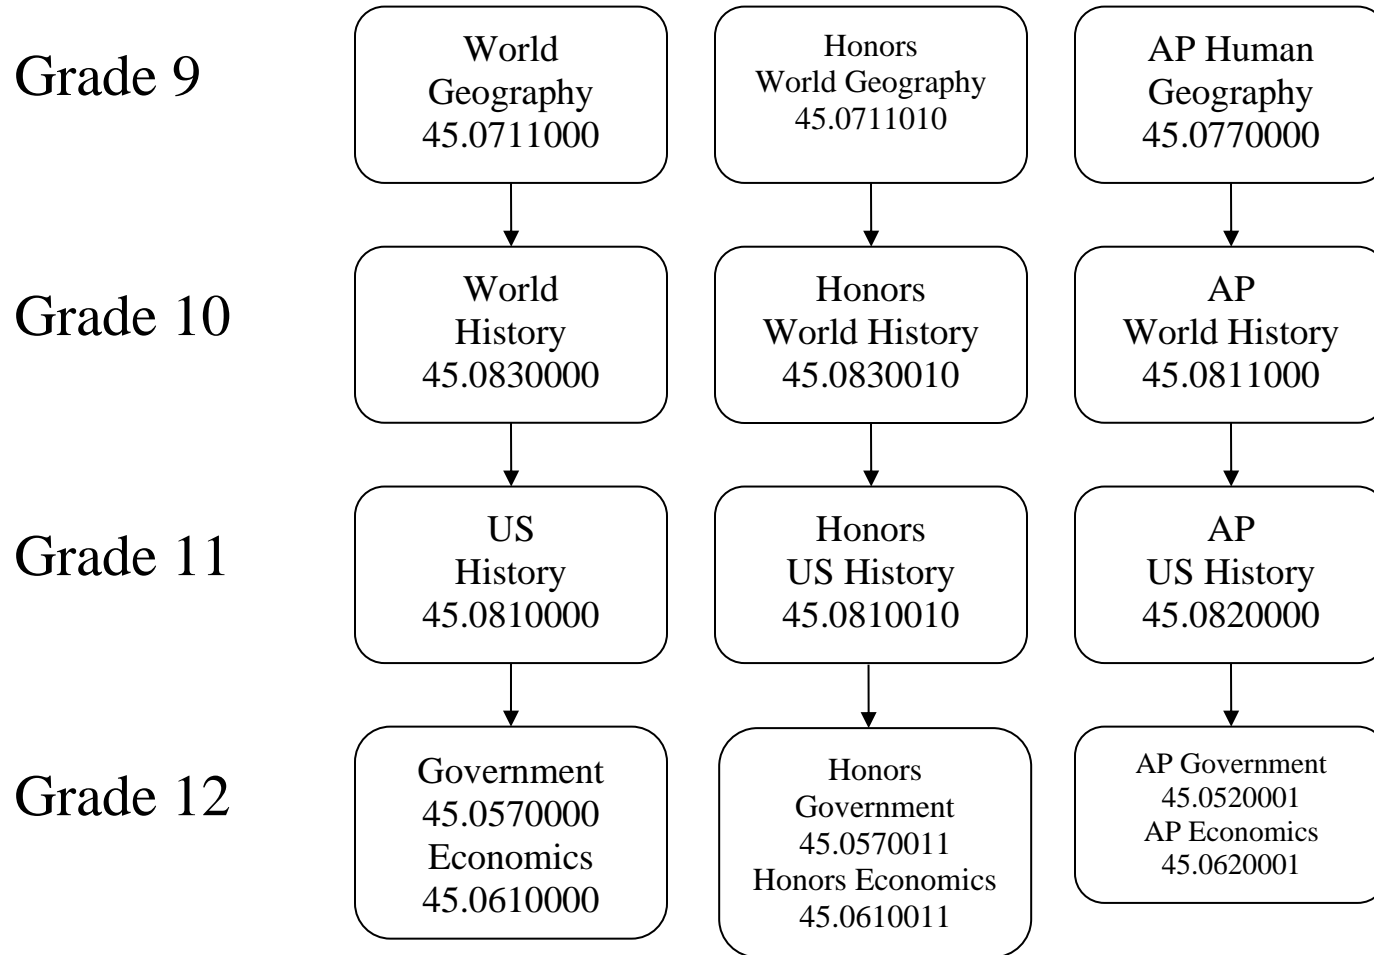 Grade 9
World
Geography
45.0711000
Honors
World Geography
45.0711010
AP Human
Geography
45.0770000
Grade 10
World
History
45.0830000
Honors
World History
45.0830010
AP
World History
45.0811000
Grade 11
US
History
45.0810000
Honors
US History
45.0810010
AP
US History
45.0820000
Grade 12
Government
45.0570000
Economics
45.0610000
Honors
Government
45.0570011
Honors Economics
45.0610011
AP Government
45.0520001
AP Economics
45.0620001